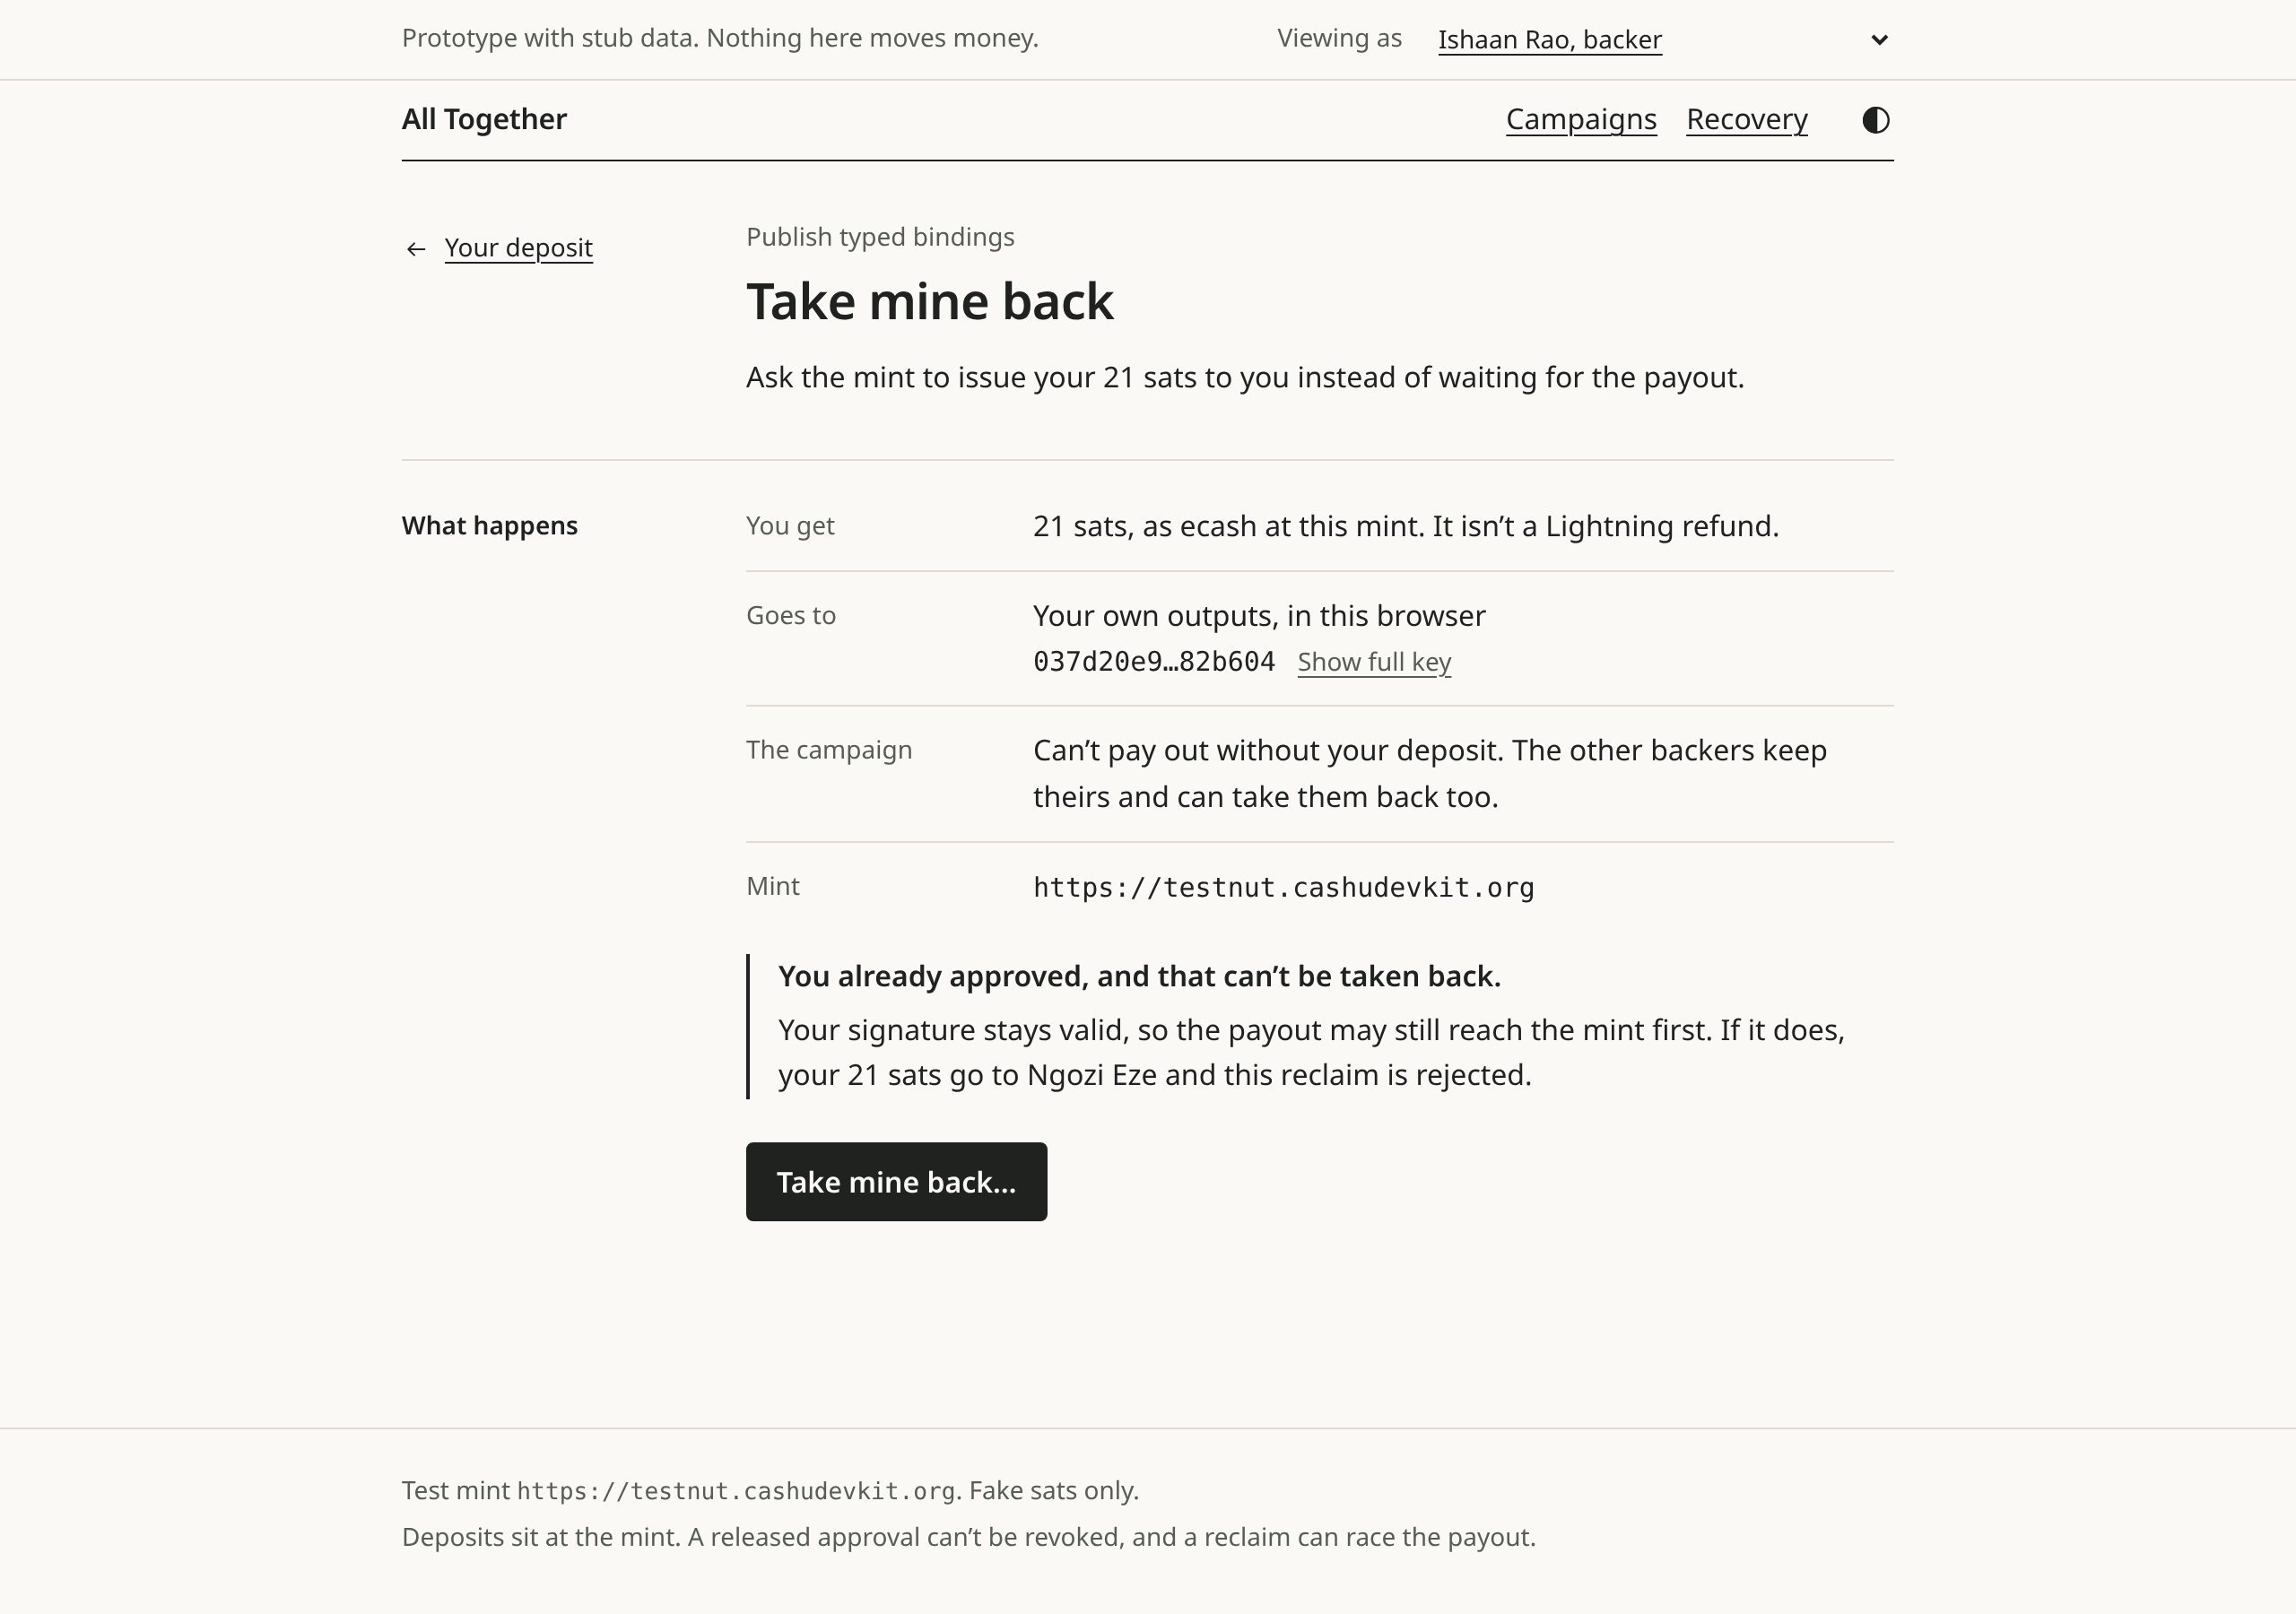 Prototype with stub data. Nothing here moves money.
Viewing as Ishaan Rao, backer
All Together
Campaigns Recovery
← Your deposit
Publish typed bindings
Take mine back
Ask the mint to issue your 21 sats to you instead of waiting for the payout.
What happens
You get
21 sats, as ecash at this mint. It isn’t a Lightning refund.
Goes to
Your own outputs, in this browser
037d20e9…82b604 Show full key
The campaign
Can’t pay out without your deposit. The other backers keep
theirs and can take them back too.
Mint
https://testnut.cashudevkit.org
You already approved, and that can’t be taken back.
Your signature stays valid, so the payout may still reach the mint first. If it does,
your 21 sats go to Ngozi Eze and this reclaim is rejected.
Take mine back…
Test mint https://testnut.cashudevkit.org. Fake sats only.
Deposits sit at the mint. A released approval can’t be revoked, and a reclaim can race the payout.